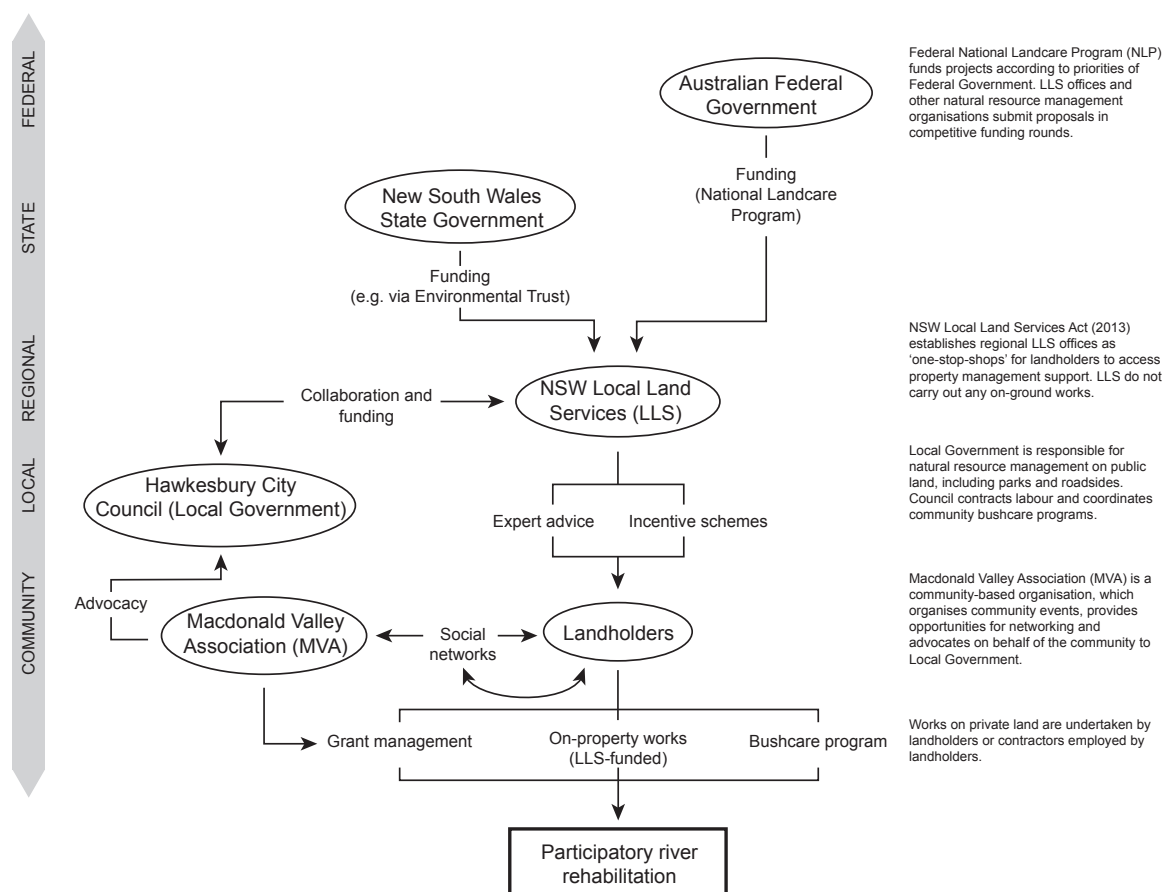 FEDERAL
Australian Federal
Government
Federal National Landcare Program (NLP)
funds projects according to priorities of
Federal Government. LLS offices and
other natural resource management
organisations submit proposals in
competitive funding rounds.
STATE
New South Wales
State Government
Funding
(National Landcare
Program)
Funding
(e.g. via Environmental Trust)
REGIONAL
Collaboration and
funding
NSW Local Land
Services (LLS)
NSW Local Land Services Act (2013)
establishes regional LLS offices as
‘one-stop-shops’ for landholders to access
property management support. LLS do not
carry out any on-ground works.
LOCAL
Hawkesbury City
Council (Local Government)
Expert advice
Incentive schemes
Local Government is responsible for
natural resource management on public
land, including parks and roadsides.
Council contracts labour and coordinates
community bushcare programs.
COMMUNITY
Advocacy
Macdonald Valley
Association (MVA)
Social
networks
Landholders
Macdonald Valley Association (MVA) is a
community-based organisation, which
organises community events, provides
opportunities for networking and
advocates on behalf of the community to
Local Government.
Grant management
On-property works
(LLS-funded)
Bushcare program
Works on private land are undertaken by
landholders or contractors employed by
landholders.
Participatory river
rehabilitation